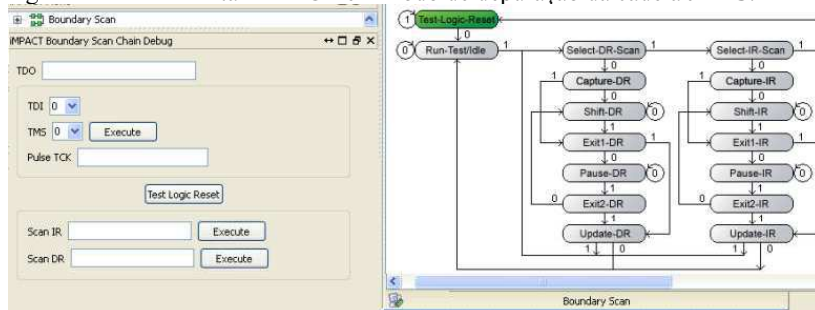 Boundary Scan
iMPACT Boundary Scan Chain Debug
TDO
TDI 0
TMS 0 Execute
Pulse TCK
Test Logic Reset
Scan IR Execute
Scan DR Execute
1 Test-Logic-Reset
0
0 Run-Test/Idle 1 Select-DR-Scan 1 Select-IR-Scan 1
0 0
1 Capture-DR 1 Capture-IR
0 0
Shift-DR 0 Shift-IR 0
1 1
Exit1-DR 1 Exit1-IR 1
0 0
Pause-DR 0 Pause-IR 0
1 1
0 Exit2-DR 0 Exit2-IR
1 1
Update-DR Update-IR
1 0 1 0
Boundary Scan